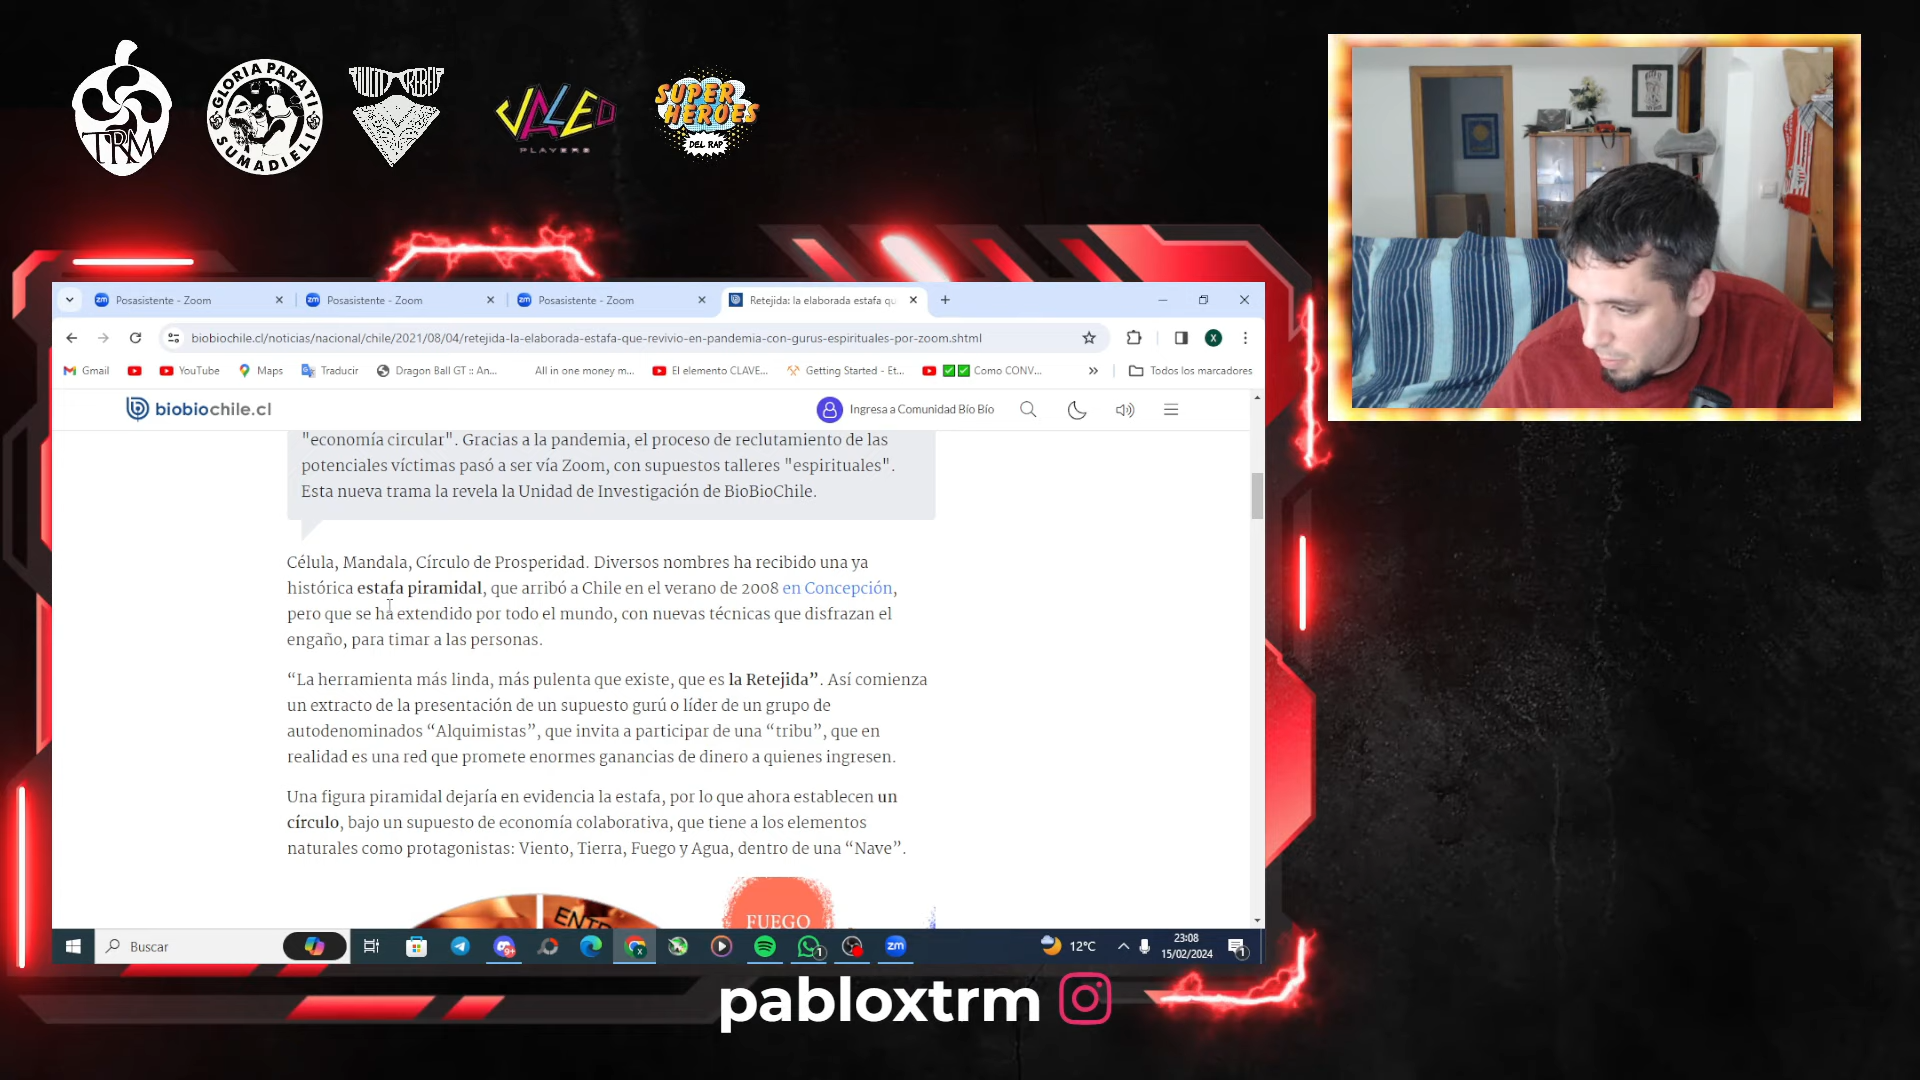 TRM
GLORIA PARATI
SUMADIELI
VALED
PLAYERS
SUPER
HEROES
DEL RAP
Posasistente - Zoom
Posasistente - Zoom
Posasistente - Zoom
Retejida: la elaborada estafa qu
biobiochile.cl/noticias/nacional/chile/2021/08/04/retejida-la-elaborada-estafa-que-revivio-en-pandemia-con-gurus-espirituales-por-zoom.shtml
X
Gmail
YouTube
Maps
Traducir
Dragon Ball GT :: An...
All in one money m...
El elemento CLAVE...
Getting Started - Et...
Como CONV...
»
Todos los marcadores
biobiochile.cl
Ingresa a Comunidad Bío Bío
"economía circular". Gracias a la pandemia, el proceso de reclutamiento de las
potenciales víctimas pasó a ser vía Zoom, con supuestos talleres "espirituales".
Esta nueva trama la revela la Unidad de Investigación de BioBioChile.
Célula, Mandala, Círculo de Prosperidad. Diversos nombres ha recibido una ya
histórica estafa piramidal, que arribó a Chile en el verano de 2008 en Concepción,
pero que se ha extendido por todo el mundo, con nuevas técnicas que disfrazan el
engaño, para timar a las personas.
“La herramienta más linda, más pulenta que existe, que es la Retejida”. Así comienza
un extracto de la presentación de un supuesto gurú o líder de un grupo de
autodenominados “Alquimistas”, que invita a participar de una “tribu”, que en
realidad es una red que promete enormes ganancias de dinero a quienes ingresen.
Una figura piramidal dejaría en evidencia la estafa, por lo que ahora establecen un
círculo, bajo un supuesto de economía colaborativa, que tiene a los elementos
naturales como protagonistas: Viento, Tierra, Fuego y Agua, dentro de una “Nave”.
FUEGO
Buscar
12°C
23:08
15/02/2024
pabloxtrm